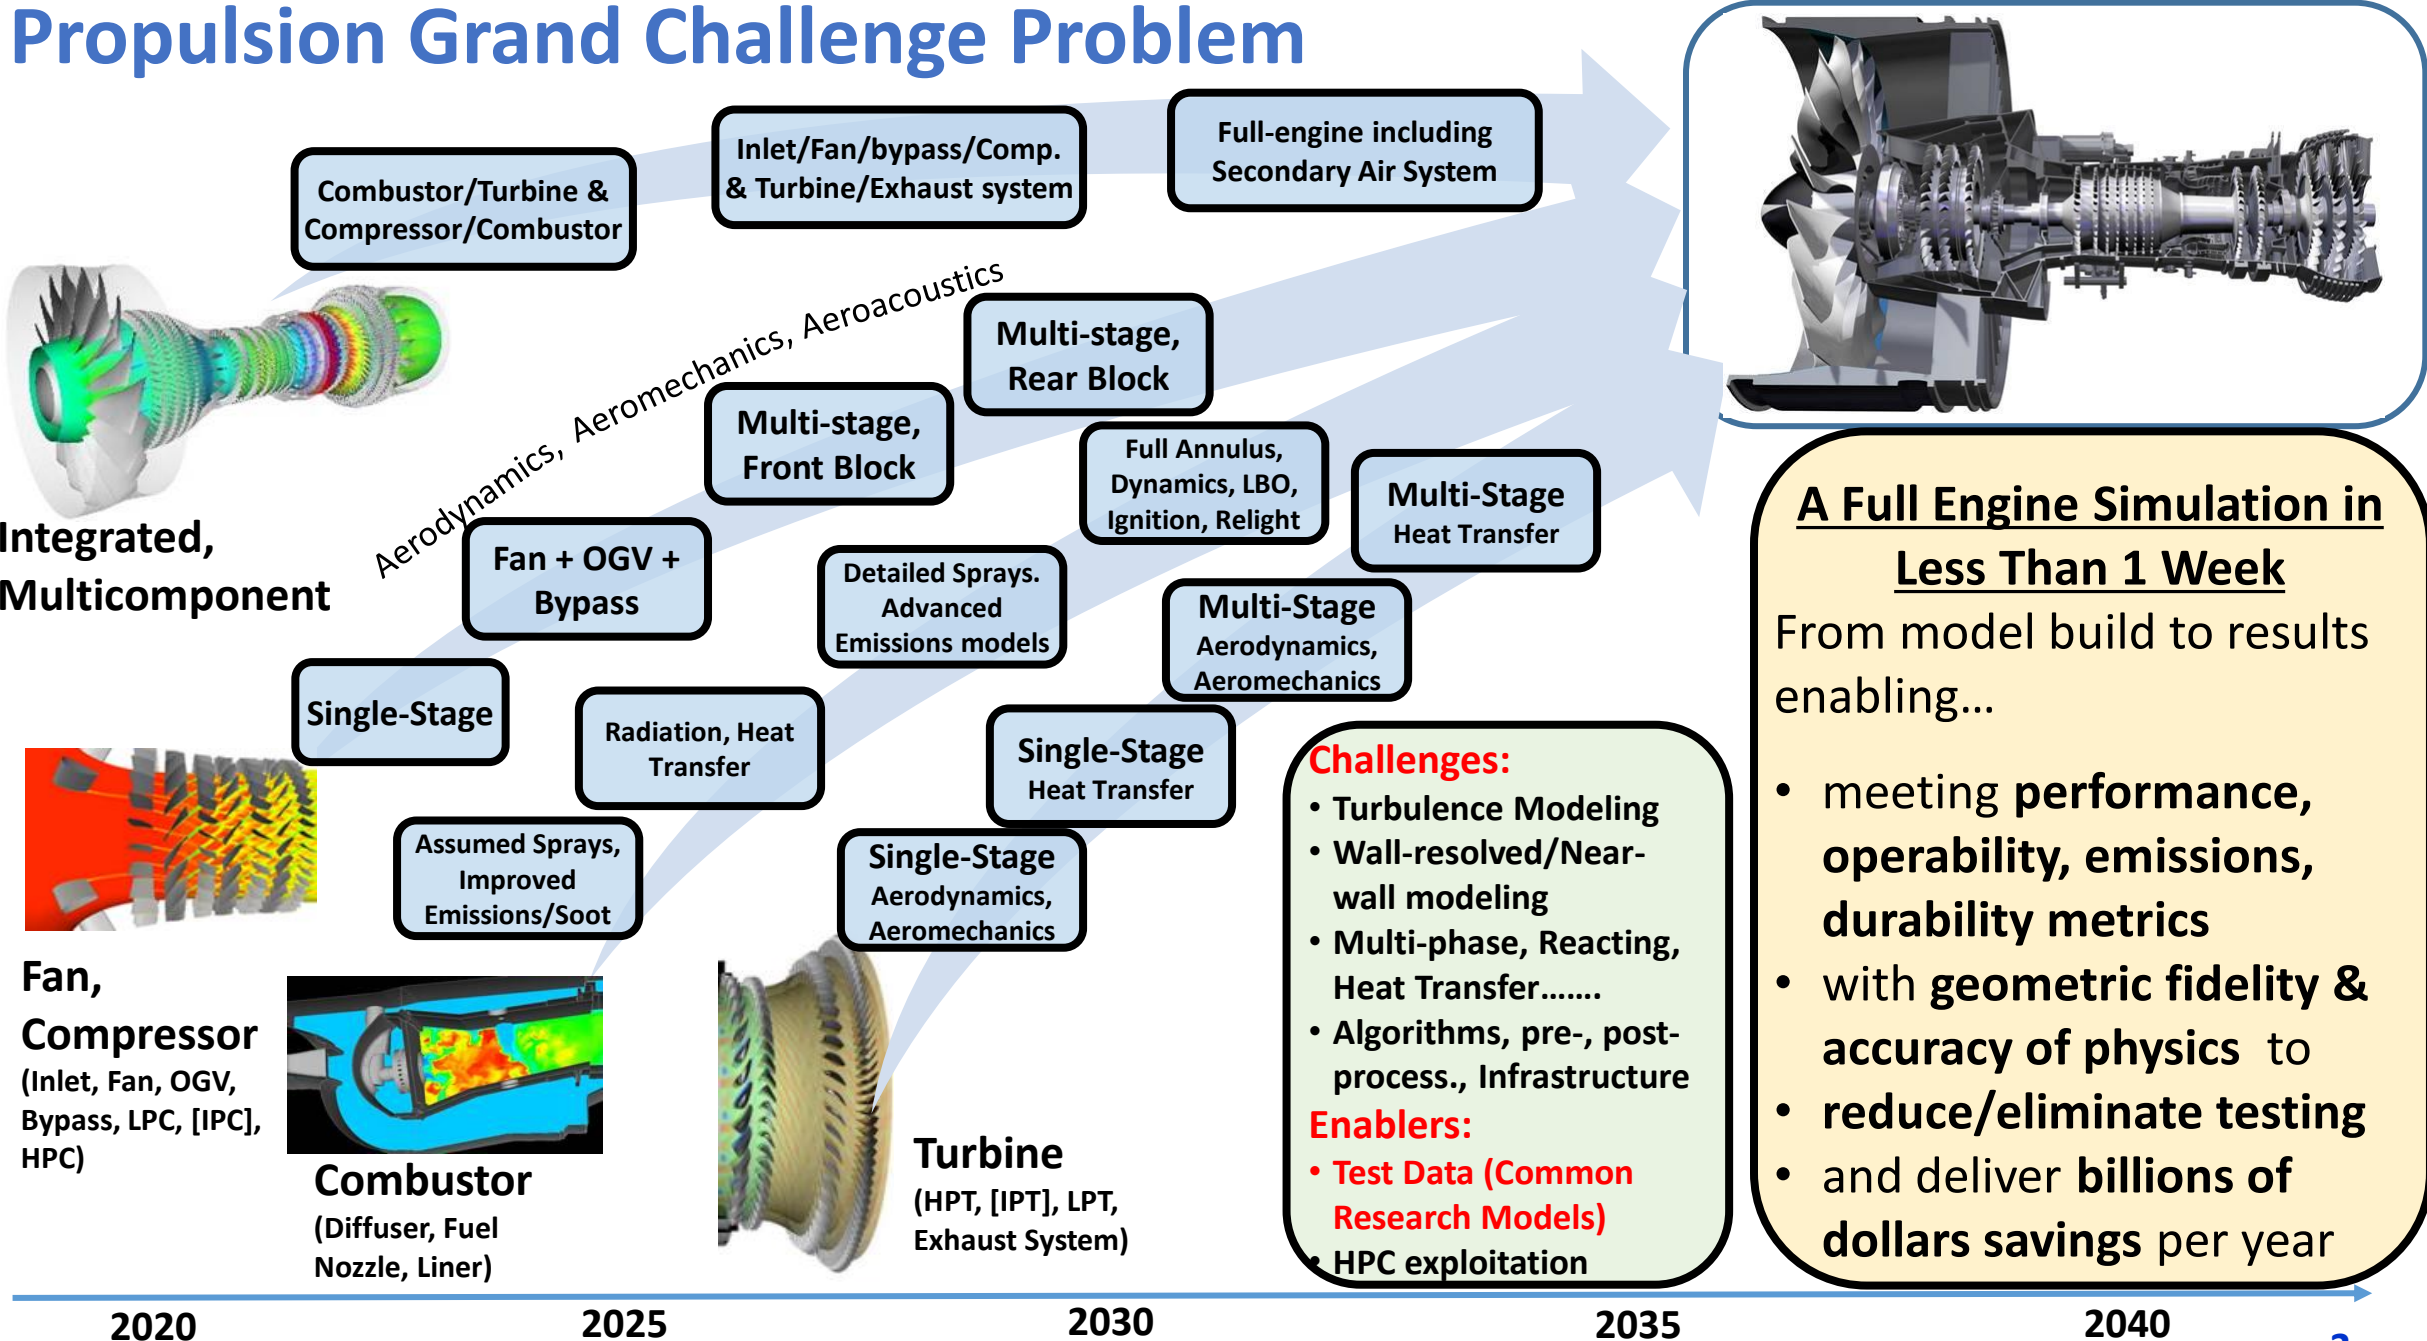 Propulsion Grand Challenge Problem
Combustor/Turbine &
Compressor/Combustor
Inlet/Fan/bypass/Comp.
& Turbine/Exhaust system
Full-engine including
Secondary Air System
Integrated,
Multicomponent
Aerodynamics, Aeromechanics, Aeroacoustics
Single-Stage
Fan + OGV +
Bypass
Multi-stage,
Front Block
Multi-stage,
Rear Block
Assumed Sprays,
Improved
Emissions/Soot
Radiation, Heat
Transfer
Detailed Sprays.
Advanced
Emissions models
Full Annulus,
Dynamics, LBO,
Ignition, Relight
Single-Stage
Aerodynamics,
Aeromechanics
Single-Stage
Heat Transfer
Multi-Stage
Aerodynamics,
Aeromechanics
Multi-Stage
Heat Transfer
Fan,
Compressor
(Inlet, Fan, OGV,
Bypass, LPC, [IPC],
HPC)
Combustor
(Diffuser, Fuel
Nozzle, Liner)
Turbine
(HPT, [IPT], LPT,
Exhaust System)
Challenges:
• Turbulence Modeling
• Wall-resolved/Near-
wall modeling
• Multi-phase, Reacting,
Heat Transfer…….
• Algorithms, pre-, post-
process., Infrastructure
Enablers:
• Test Data (Common
Research Models)
• HPC exploitation
A Full Engine Simulation in
Less Than 1 Week
From model build to results
enabling…
• meeting performance,
operability, emissions,
durability metrics
• with geometric fidelity &
accuracy of physics to
• reduce/eliminate testing
• and deliver billions of
dollars savings per year
2020
2025
2030
2035
2040